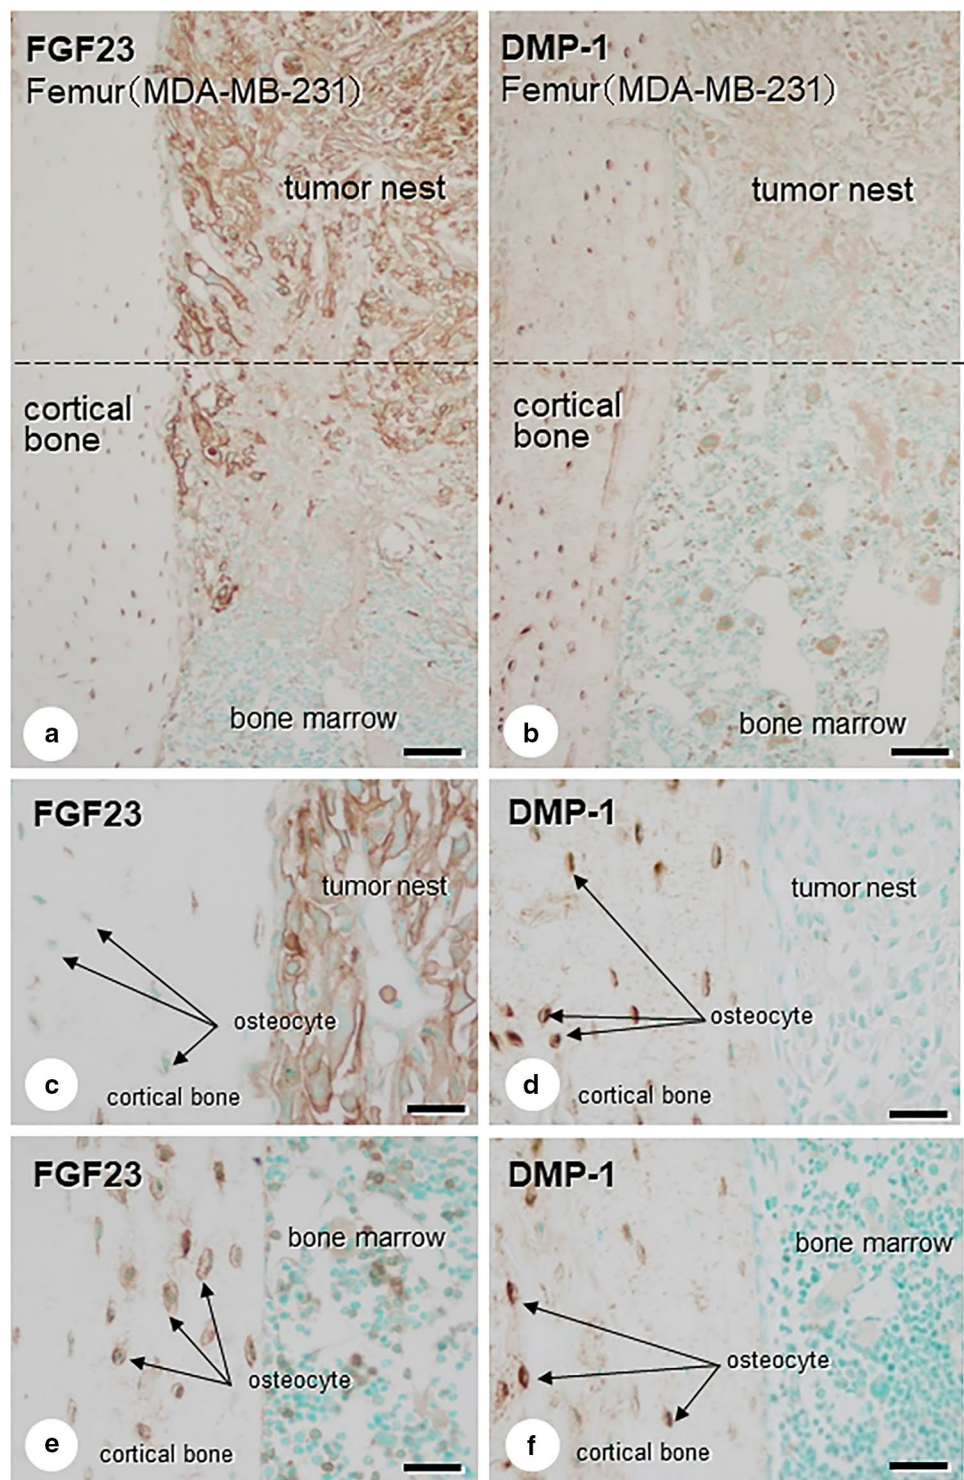 FGF23
Femur(MDA-MB-231)
tumor nest
cortical
bone
bone marrow
a
DMP-1
Femur(MDA-MB-231)
tumor nest
cortical
bone
bone marrow
b
FGF23
tumor nest
osteocyte
cortical bone
c
DMP-1
tumor nest
osteocyte
cortical bone
d
FGF23
bone marrow
osteocyte
cortical bone
e
DMP-1
bone marrow
osteocyte
cortical bone
f